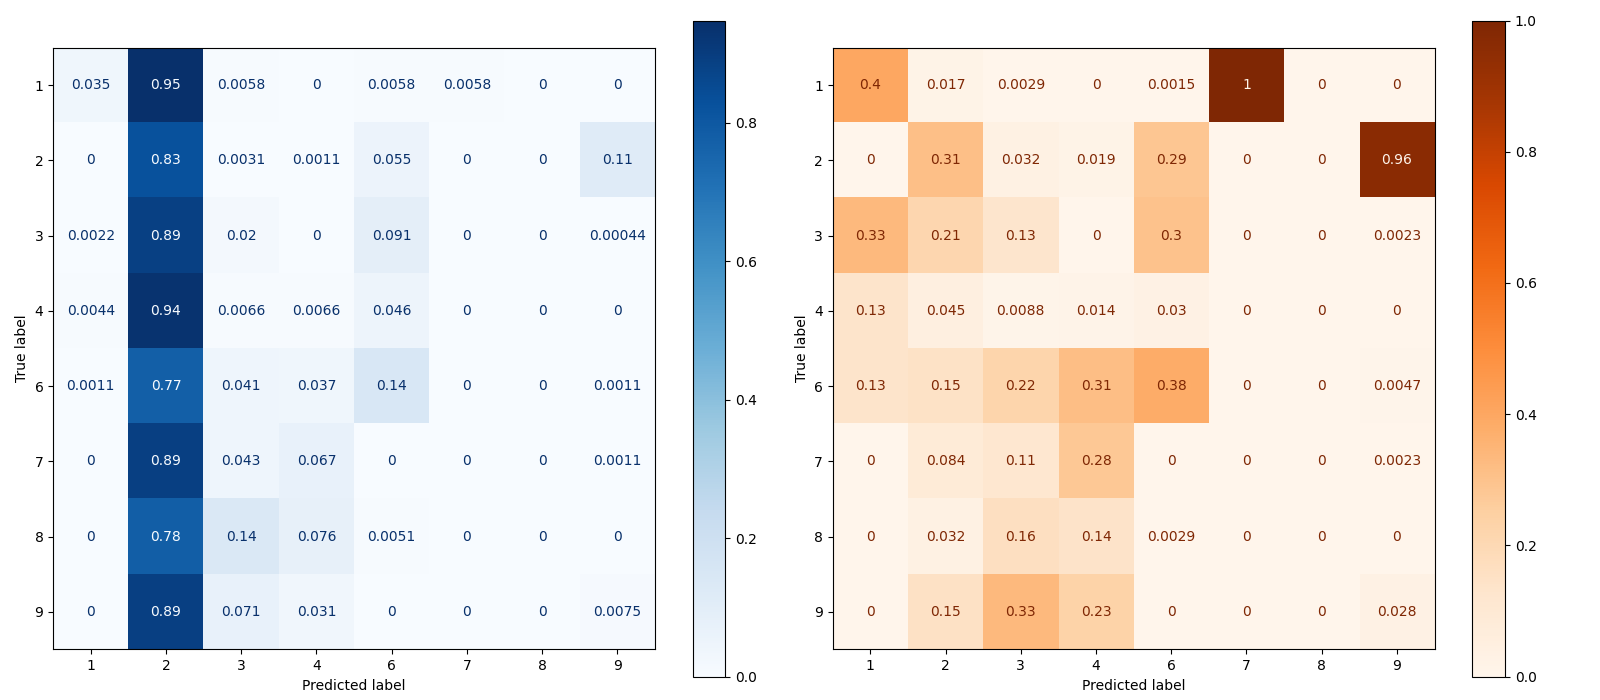 1 0.035 0.95 0.0058 0 0.0058 0.0058 0 0
2 0 0.83 0.0031 0.0011 0.055 0 0 0.11
3 0.0022 0.89 0.02 0 0.091 0 0 0.00044
4 0.0044 0.94 0.0066 0.0066 0.046 0 0 0
6 0.0011 0.77 0.041 0.037 0.14 0 0 0.0011
7 0 0.89 0.043 0.067 0 0 0 0.0011
8 0 0.78 0.14 0.076 0.0051 0 0 0
9 0 0.89 0.071 0.031 0 0 0 0.0075
1 2 3 4 6 7 8 9
Predicted label
True label
0.8
0.6
0.4
0.2
0.0
1 0.4 0.017 0.0029 0 0.0015 1 0 0
2 0 0.31 0.032 0.019 0.29 0 0 0.96
3 0.33 0.21 0.13 0 0.3 0 0 0.0023
4 0.13 0.045 0.0088 0.014 0.03 0 0 0
6 0.13 0.15 0.22 0.31 0.38 0 0 0.0047
7 0 0.084 0.11 0.28 0 0 0 0.0023
8 0 0.032 0.16 0.14 0.0029 0 0 0
9 0 0.15 0.33 0.23 0 0 0 0.028
1 2 3 4 6 7 8 9
Predicted label
True label
1.0
0.8
0.6
0.4
0.2
0.0